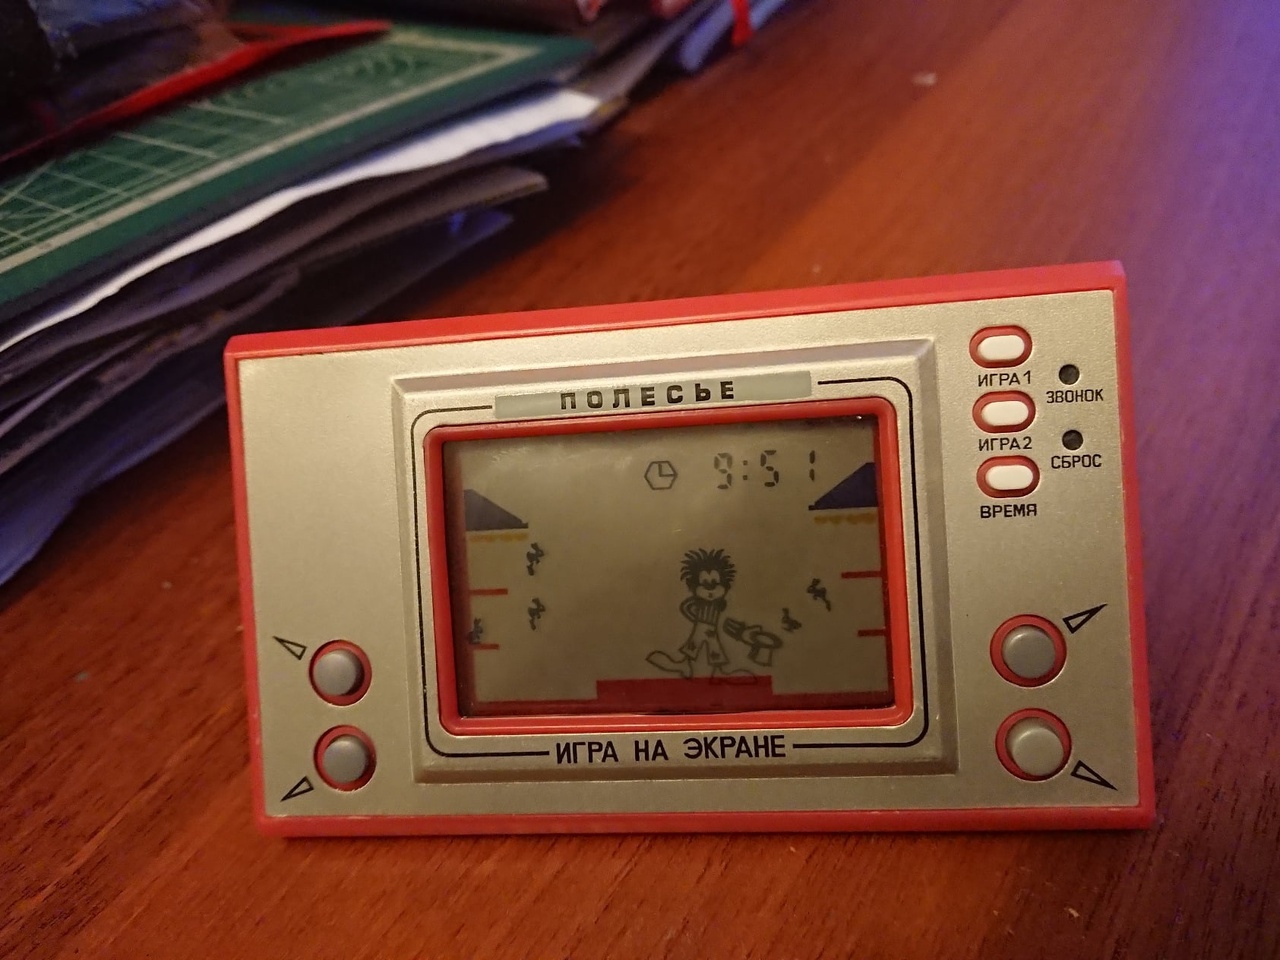 ПОЛЕСЬЕ
9:51
ИГРА 1
ЗВОНОК
ИГРА 2
СБРОС
ВРЕМЯ
ИГРА НА ЭКРАНЕ